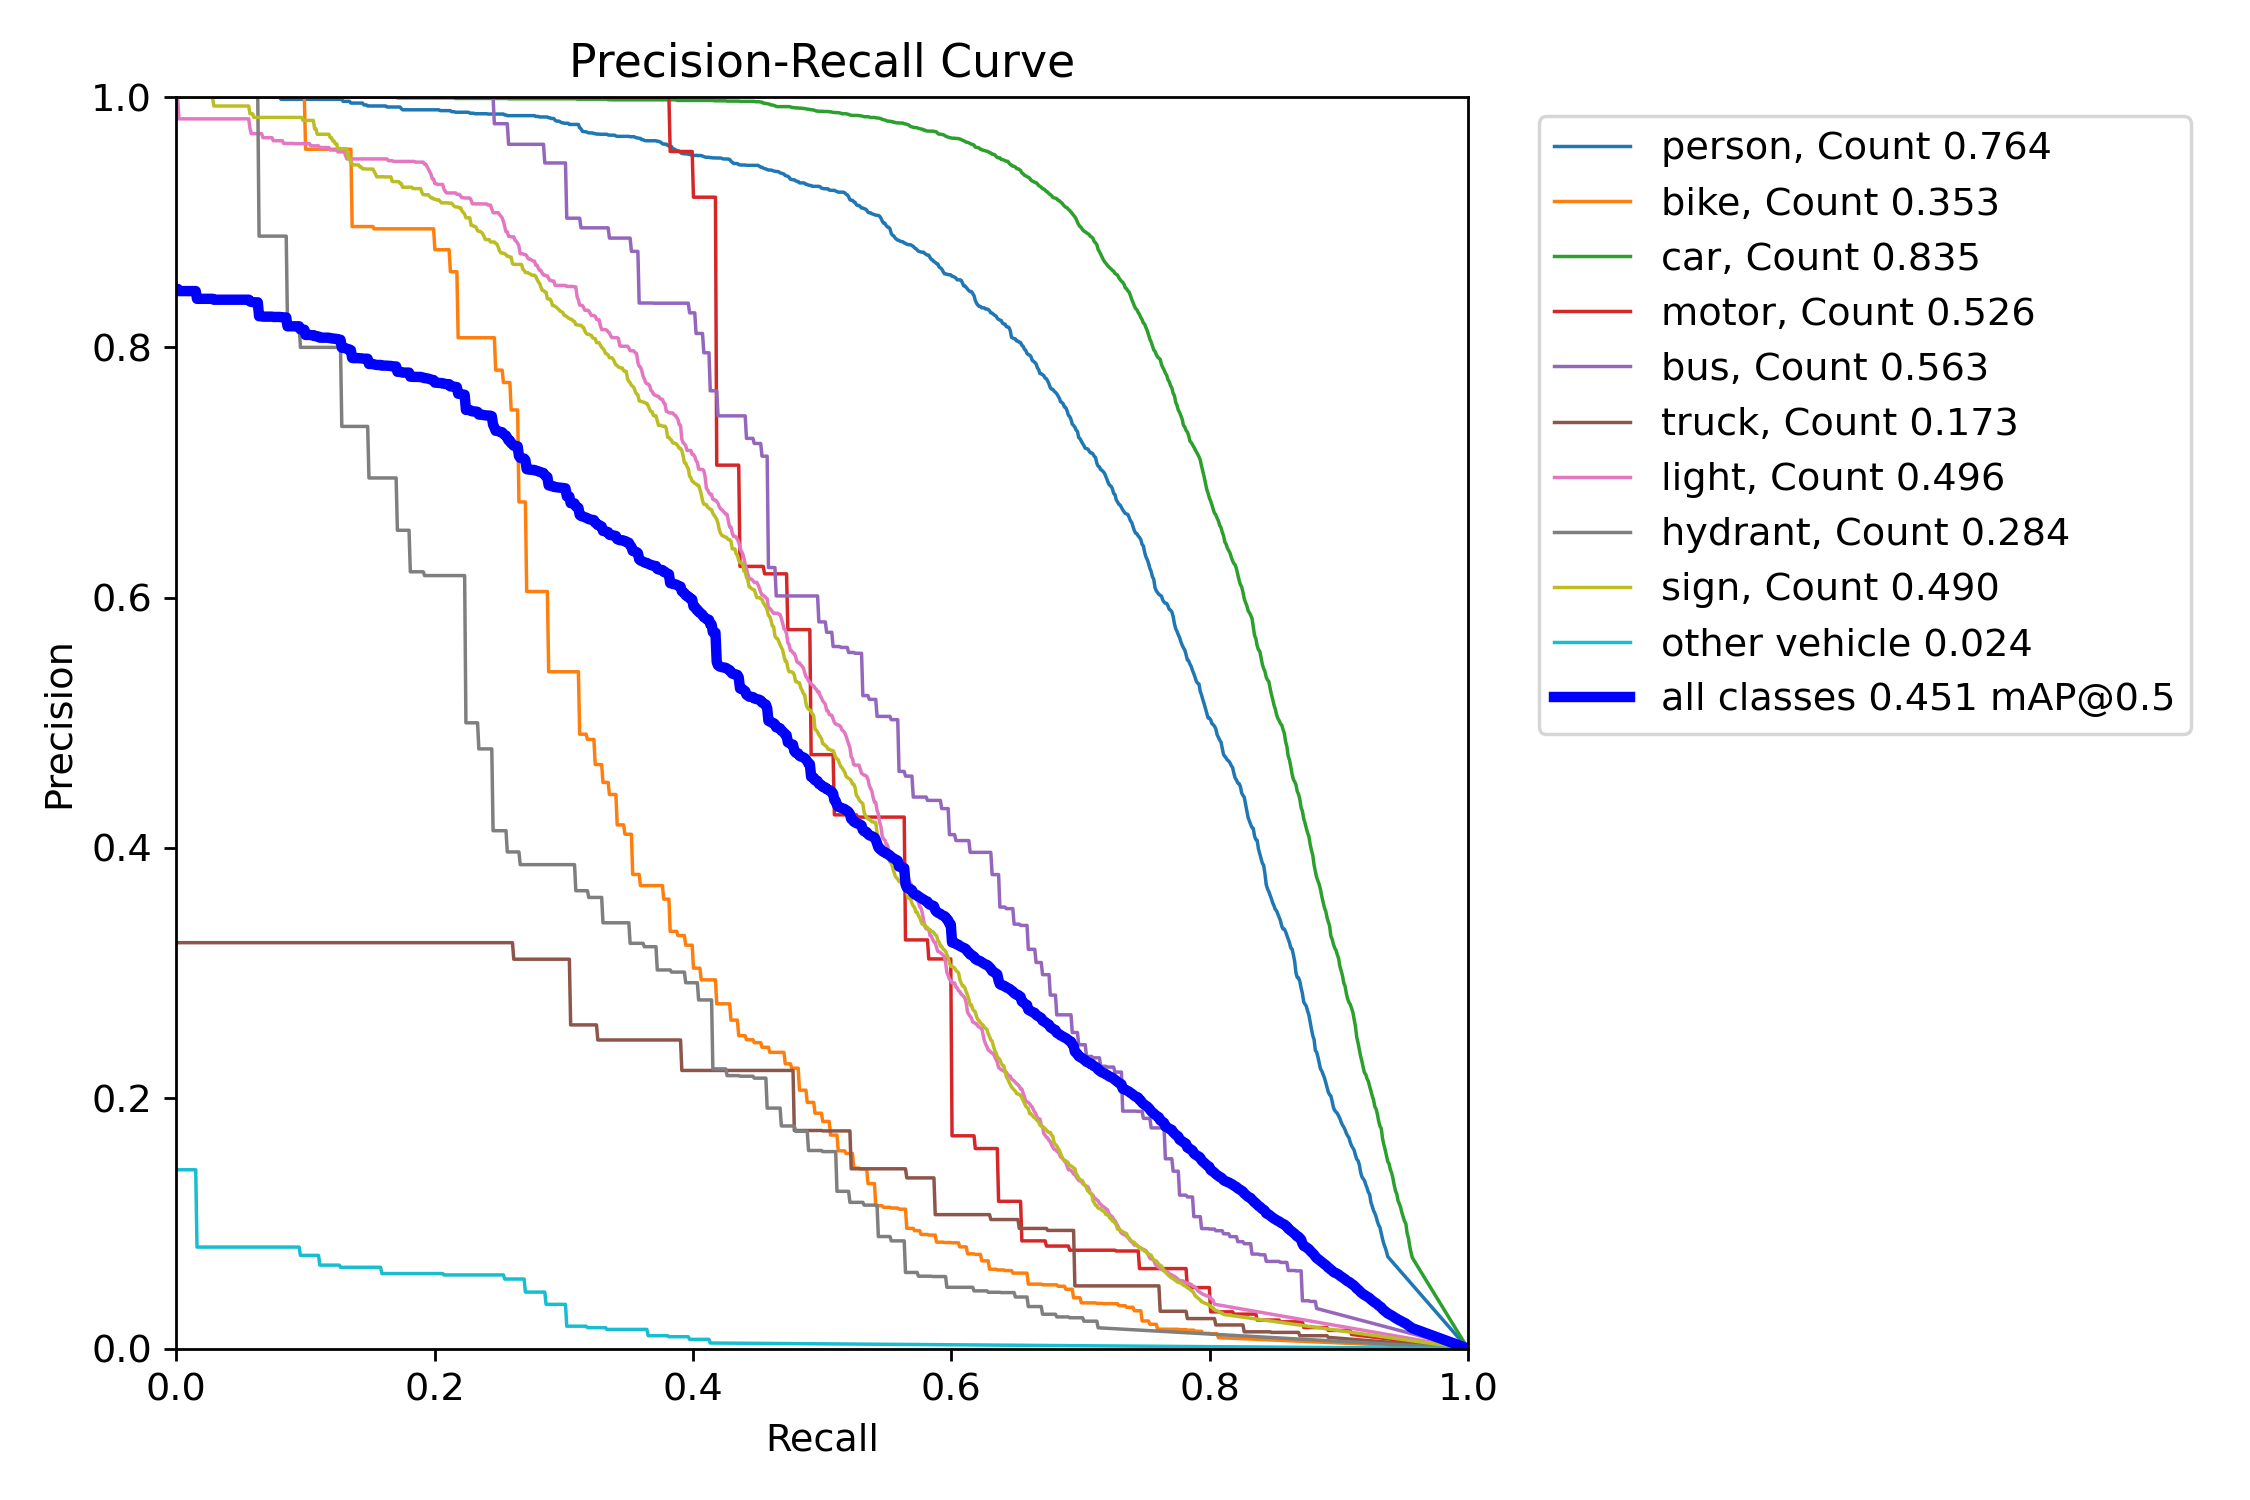 Precision-Recall Curve
1.0
0.8
0.6
0.4
0.2
0.0
Precision
0.0 0.2 0.4 0.6 0.8 1.0
Recall
person, Count 0.764
bike, Count 0.353
car, Count 0.835
motor, Count 0.526
bus, Count 0.563
truck, Count 0.173
light, Count 0.496
hydrant, Count 0.284
sign, Count 0.490
other vehicle 0.024
all classes 0.451 mAP@0.5